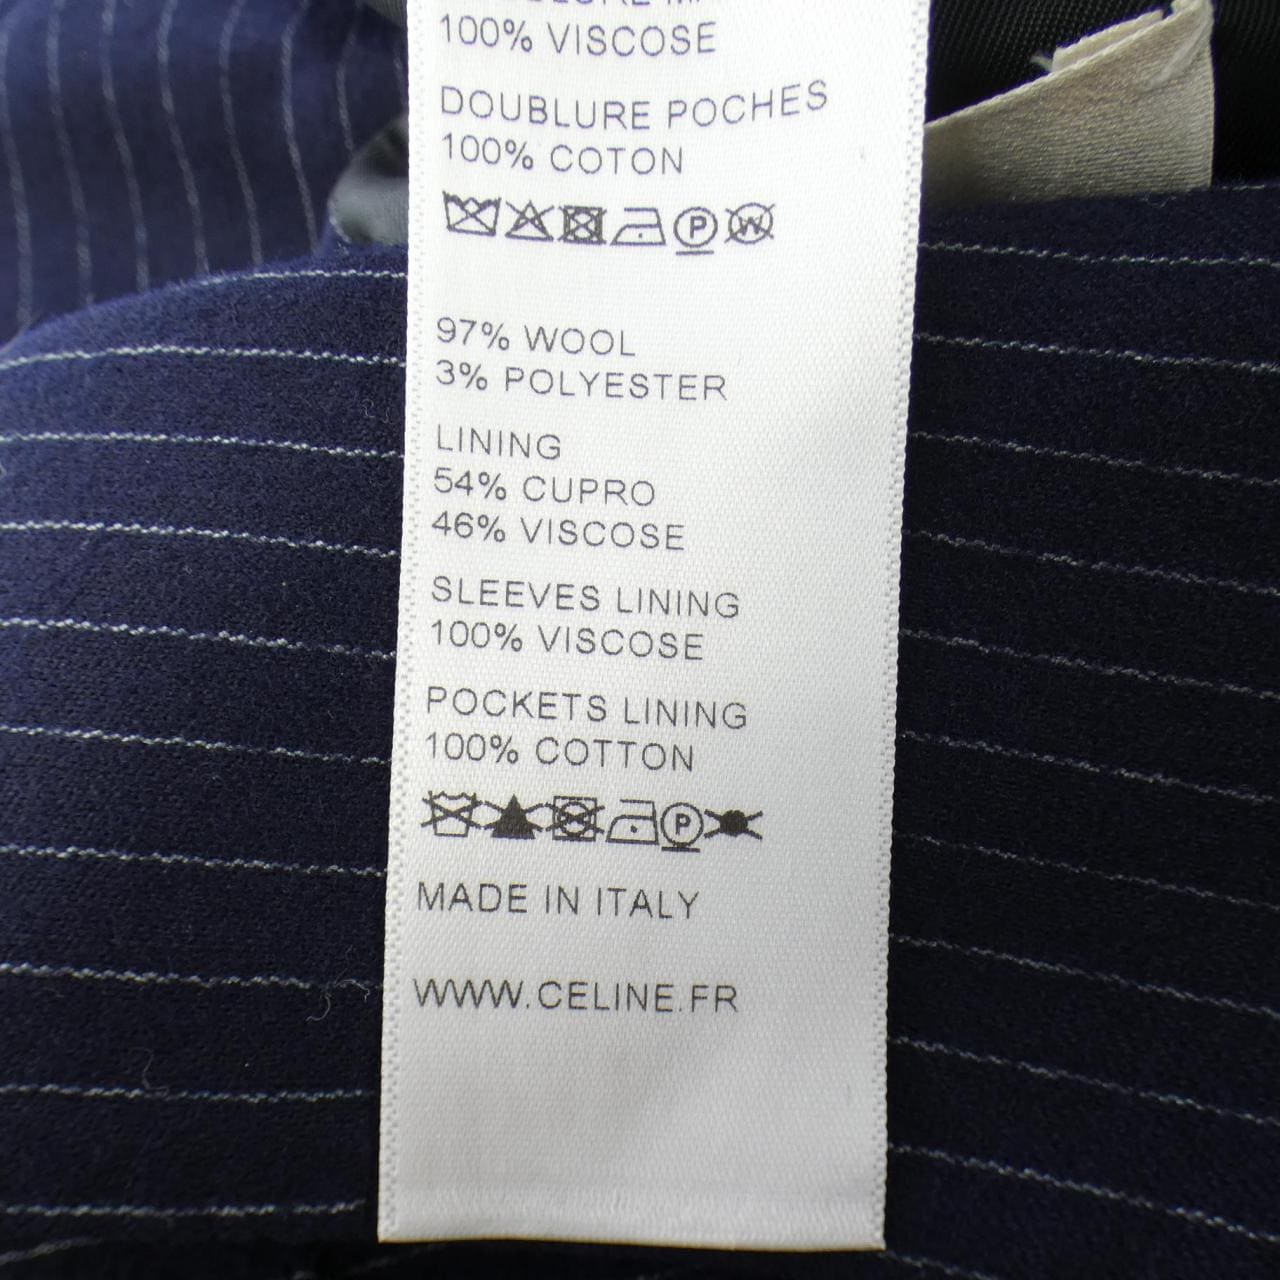 100% VISCOSE
DOUBLURE POCHES
100% COTON
P W
97% WOOL
3% POLYESTER
LINING
54% CUPRO
46% VISCOSE
SLEEVES LINING
100% VISCOSE
POCKETS LINING
100% COTTON
P
MADE IN ITALY
WWW.CELINE.FR